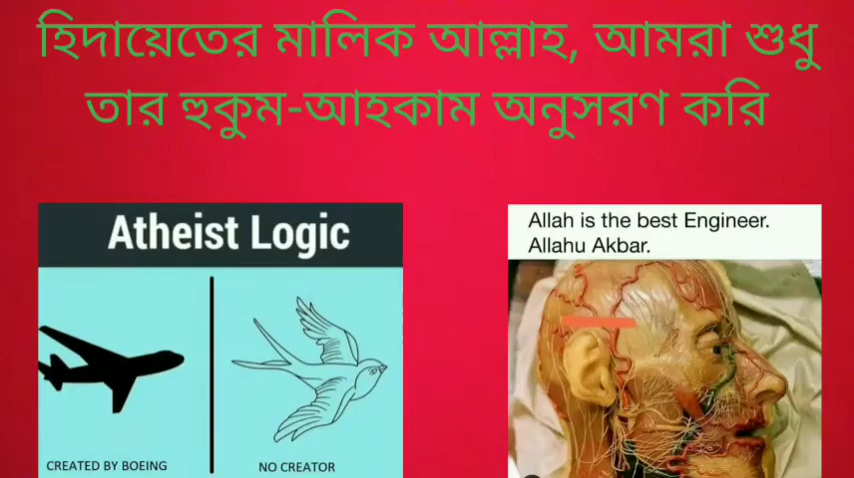 হিদায়েতের মালিক আল্লাহ, আমরা শুধু
তার হুকুম-আহকাম অনুসরণ করি
Atheist Logic
CREATED BY BOEING
NO CREATOR
Allah is the best Engineer.
Allahu Akbar.